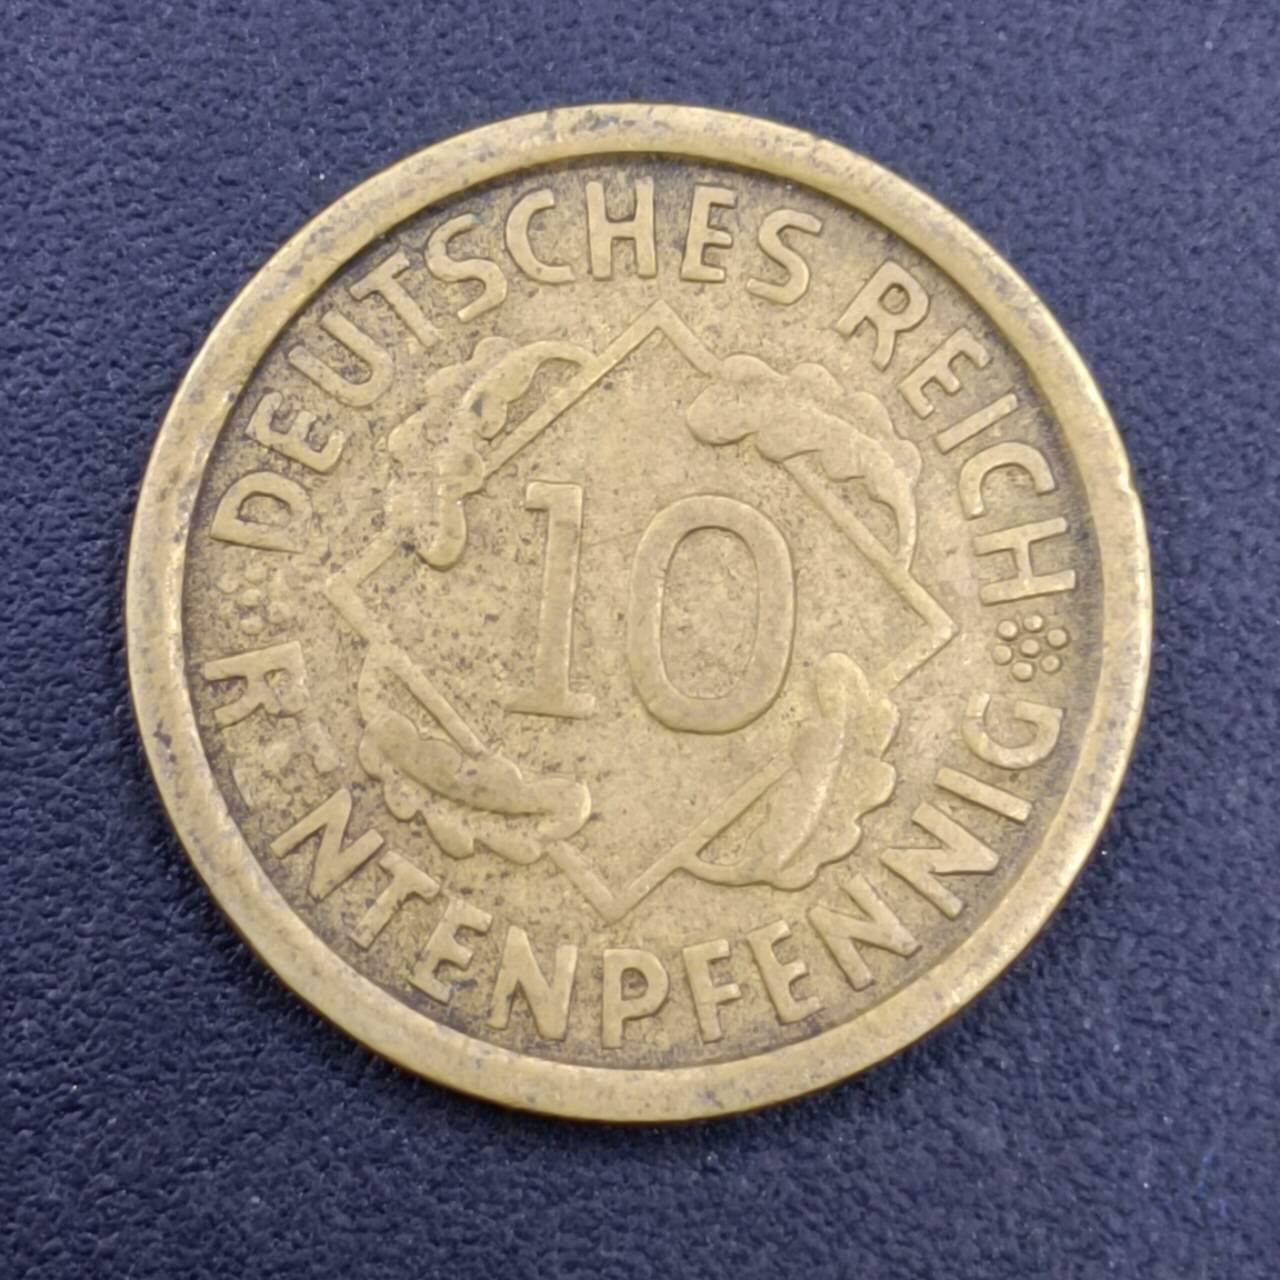 DEUTSCHES REICH
RENTENPFENNIG
10